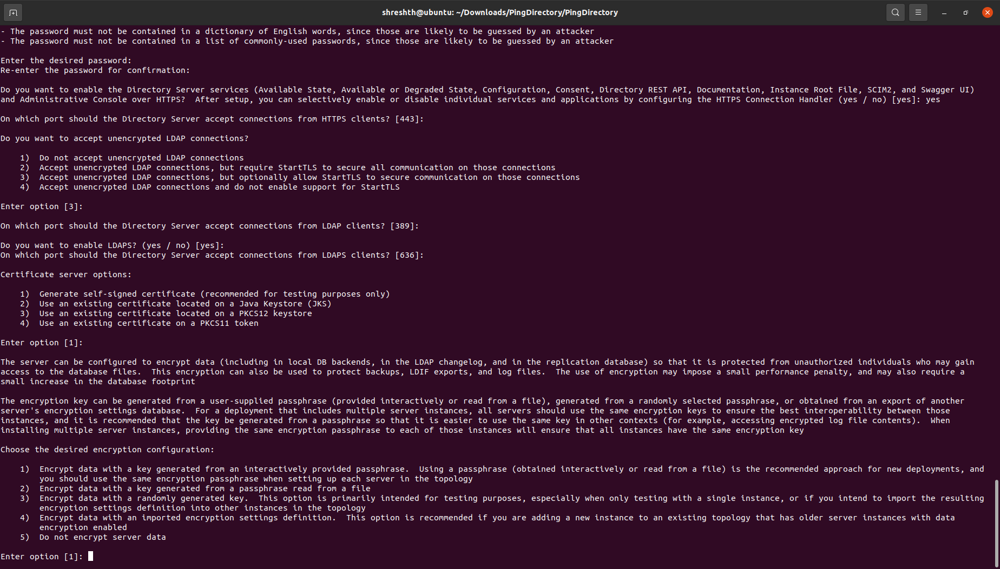 shreshth@ubuntu: ~/Downloads/PingDirectory/PingDirectory
- The password must not be contained in a dictionary of English words, since those are likely to be guessed by an attacker
- The password must not be contained in a list of commonly-used passwords, since those are likely to be guessed by an attacker
Enter the desired password:
Re-enter the password for confirmation:
Do you want to enable the Directory Server services (Available State, Available or Degraded State, Configuration, Consent, Directory REST API, Documentation, Instance Root File, SCIM2, and Swagger UI)
and Administrative Console over HTTPS?  After setup, you can selectively enable or disable individual services and applications by configuring the HTTPS Connection Handler (yes / no) [yes]: yes
On which port should the Directory Server accept connections from HTTPS clients? [443]:
Do you want to accept unencrypted LDAP connections?
1)  Do not accept unencrypted LDAP connections
2)  Accept unencrypted LDAP connections, but require StartTLS to secure all communication on those connections
3)  Accept unencrypted LDAP connections, but optionally allow StartTLS to secure communication on those connections
4)  Accept unencrypted LDAP connections and do not enable support for StartTLS
Enter option [3]:
On which port should the Directory Server accept connections from LDAP clients? [389]:
Do you want to enable LDAPS? (yes / no) [yes]:
On which port should the Directory Server accept connections from LDAPS clients? [636]:
Certificate server options:
1)  Generate self-signed certificate (recommended for testing purposes only)
2)  Use an existing certificate located on a Java Keystore (JKS)
3)  Use an existing certificate located on a PKCS12 keystore
4)  Use an existing certificate on a PKCS11 token
Enter option [1]:
The server can be configured to encrypt data (including in local DB backends, in the LDAP changelog, and in the replication database) so that it is protected from unauthorized individuals who may gain
access to the database files.  This encryption can also be used to protect backups, LDIF exports, and log files.  The use of encryption may impose a small performance penalty, and may also require a
small increase in the database footprint
The encryption key can be generated from a user-supplied passphrase (provided interactively or read from a file), generated from a randomly selected passphrase, or obtained from an export of another
server's encryption settings database.  For a deployment that includes multiple server instances, all servers should use the same encryption keys to ensure the best interoperability between those
instances, and it is recommended that the key be generated from a passphrase so that it is easier to use the same key in other contexts (for example, accessing encrypted log file contents).  When
installing multiple server instances, providing the same encryption passphrase to each of those instances will ensure that all instances have the same encryption key
Choose the desired encryption configuration:
1)  Encrypt data with a key generated from an interactively provided passphrase.  Using a passphrase (obtained interactively or read from a file) is the recommended approach for new deployments, and
you should use the same encryption passphrase when setting up each server in the topology
2)  Encrypt data with a key generated from a passphrase read from a file
3)  Encrypt data with a randomly generated key.  This option is primarily intended for testing purposes, especially when only testing with a single instance, or if you intend to import the resulting
encryption settings definition into other instances in the topology
4)  Encrypt data with an imported encryption settings definition.  This option is recommended if you are adding a new instance to an existing topology that has older server instances with data
encryption enabled
5)  Do not encrypt server data
Enter option [1]: